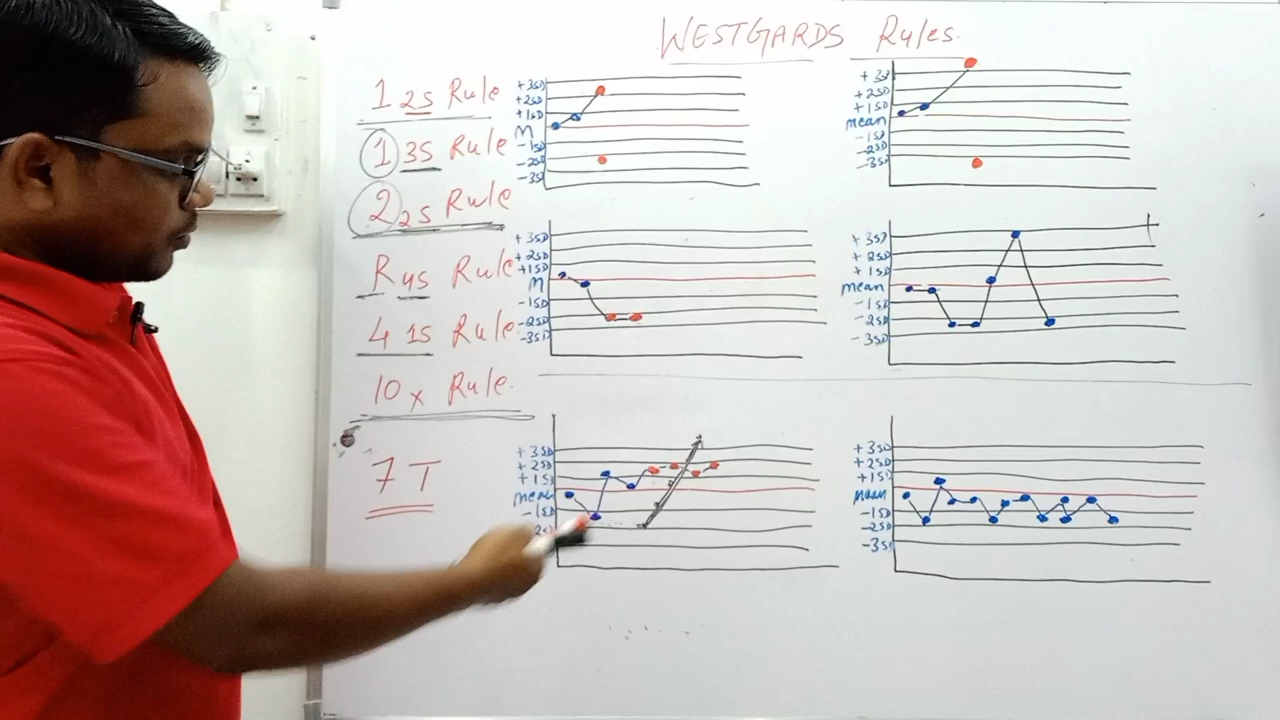 WESTGARDS Rules.
1 2s Rule
1 3S Rule
2 2s Rule
R 4s Rule
4 1s Rule
10 x Rule.
7 T
+3SD
+2SD
+1SD
M
-1SD
-2SD
-3SD
+3SD
+2SD
+1SD
mean
-1SD
-2SD
-3SD
+3SD
+2SD
+1SD
M
-1SD
-2SD
-3SD
+3SD
+2SD
+1SD
mean
-1SD
-2SD
-3SD
+3SD
+2SD
+1SD
mean
-1SD
-2SD
+3SD
+2SD
+1SD
mean
-1SD
-2SD
-3SD